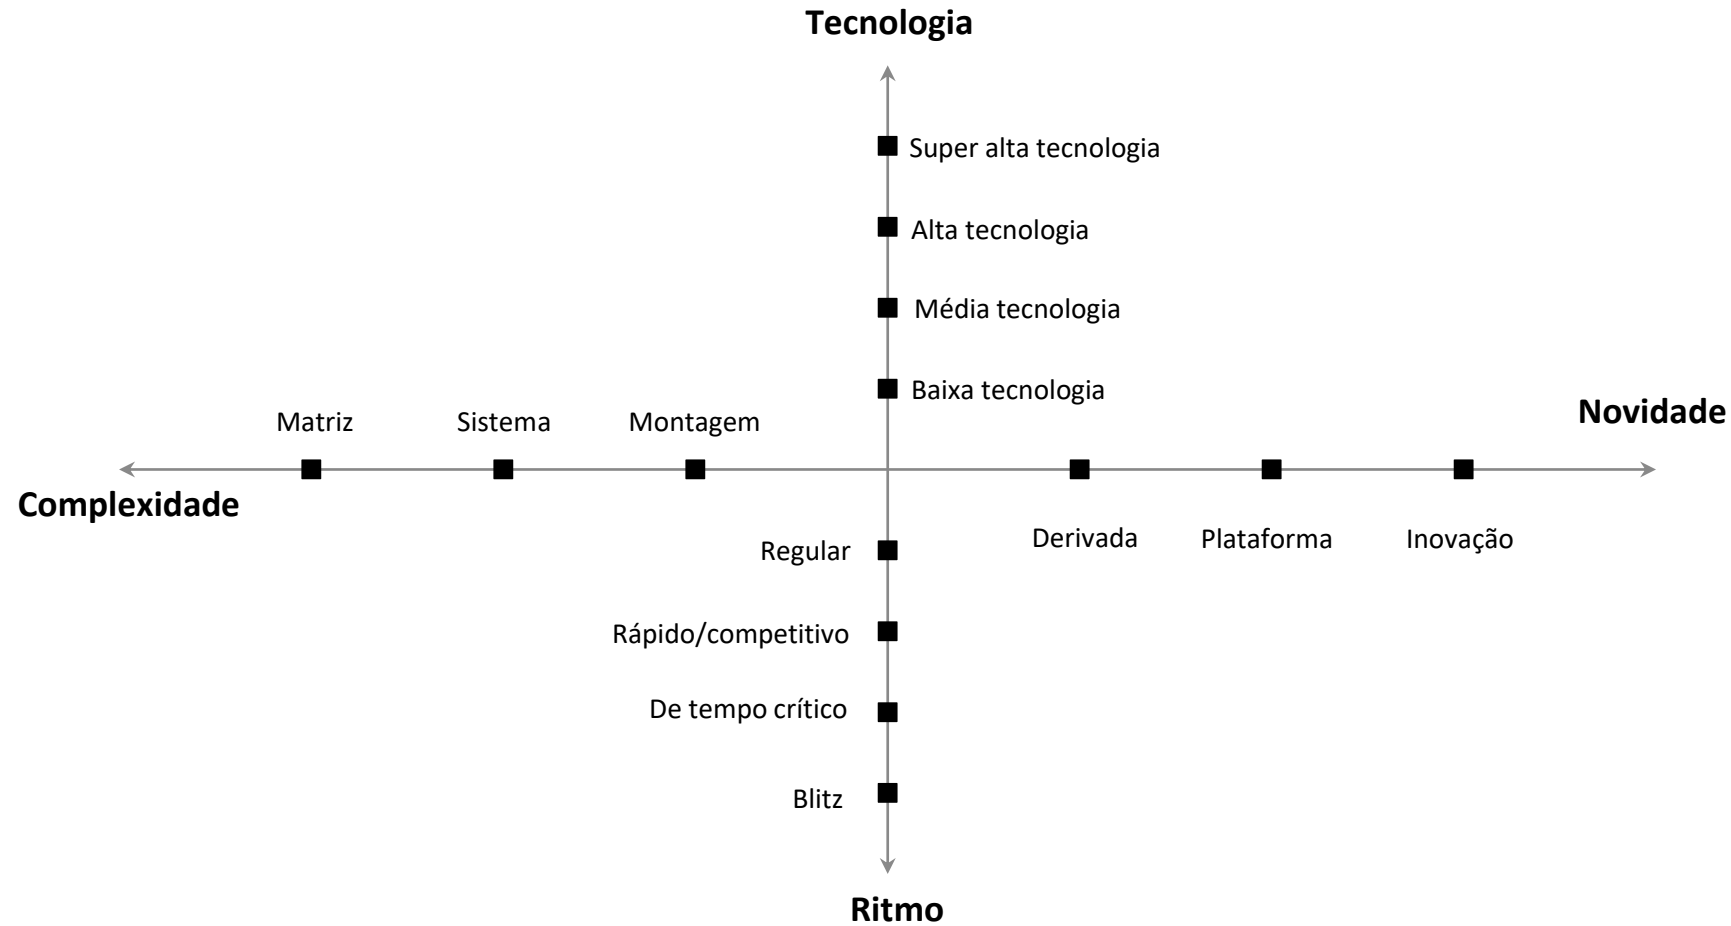 Tecnologia
Super alta tecnologia
Alta tecnologia
Média tecnologia
Baixa tecnologia
Novidade
Matriz
Sistema
Montagem
Complexidade
Derivada
Plataforma
Inovação
Regular
Rápido/competitivo
De tempo crítico
Blitz
Ritmo